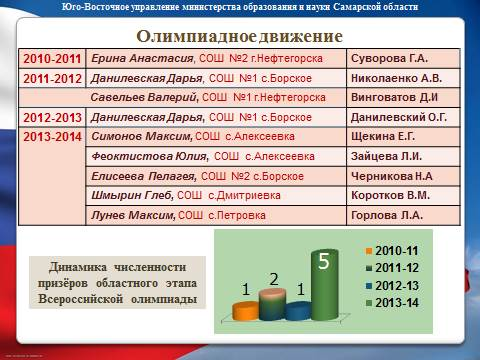 Юго-Восточное управление министерства образования и науки Самарской области
Олимпиадное движение
2010-2011 Ерина Анастасия, СОШ №2 г.Нефтегорска Суворова Г.А.
2011-2012 Данилевская Дарья, СОШ №1 с.Борское Николаенко А.В.
Савельев Валерий, СОШ №1 г.Нефтегорска Винговатов Д.И
2012-2013 Данилевская Дарья, СОШ №1 с.Борское Данилевский О.Г.
2013-2014 Симонов Максим, СОШ с.Алексеевка Щекина Е.Г.
Феоктистова Юлия, СОШ с.Алексеевка Зайцева Л.И.
Елисеева Пелагея, СОШ №2 с.Борское Черникова Н.А
Шмырин Глеб, СОШ с.Дмитриевка Коротков В.М.
Лунев Максим, СОШ с.Петровка Горлова Л.А.
Динамика численности
призёров областного этапа
Всероссийской олимпиады
1 2 1 5
2010-11
2011-12
2012-13
2013-14